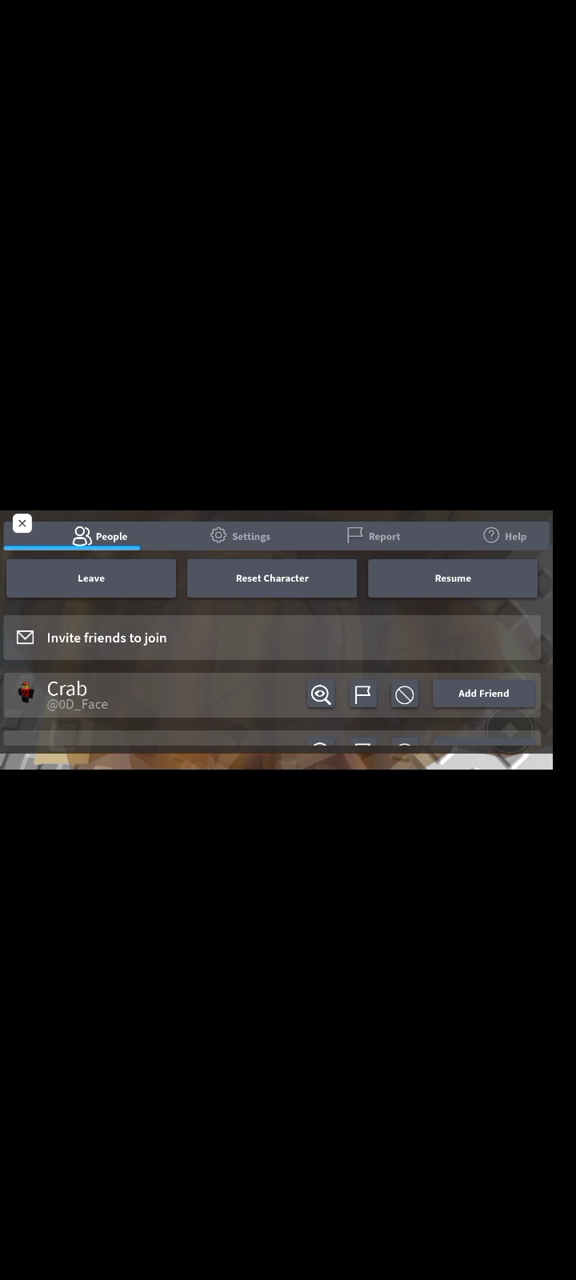 People
Settings
Report
Help
Leave
Reset Character
Resume
Invite friends to join
Crab
@0D_Face
Add Friend